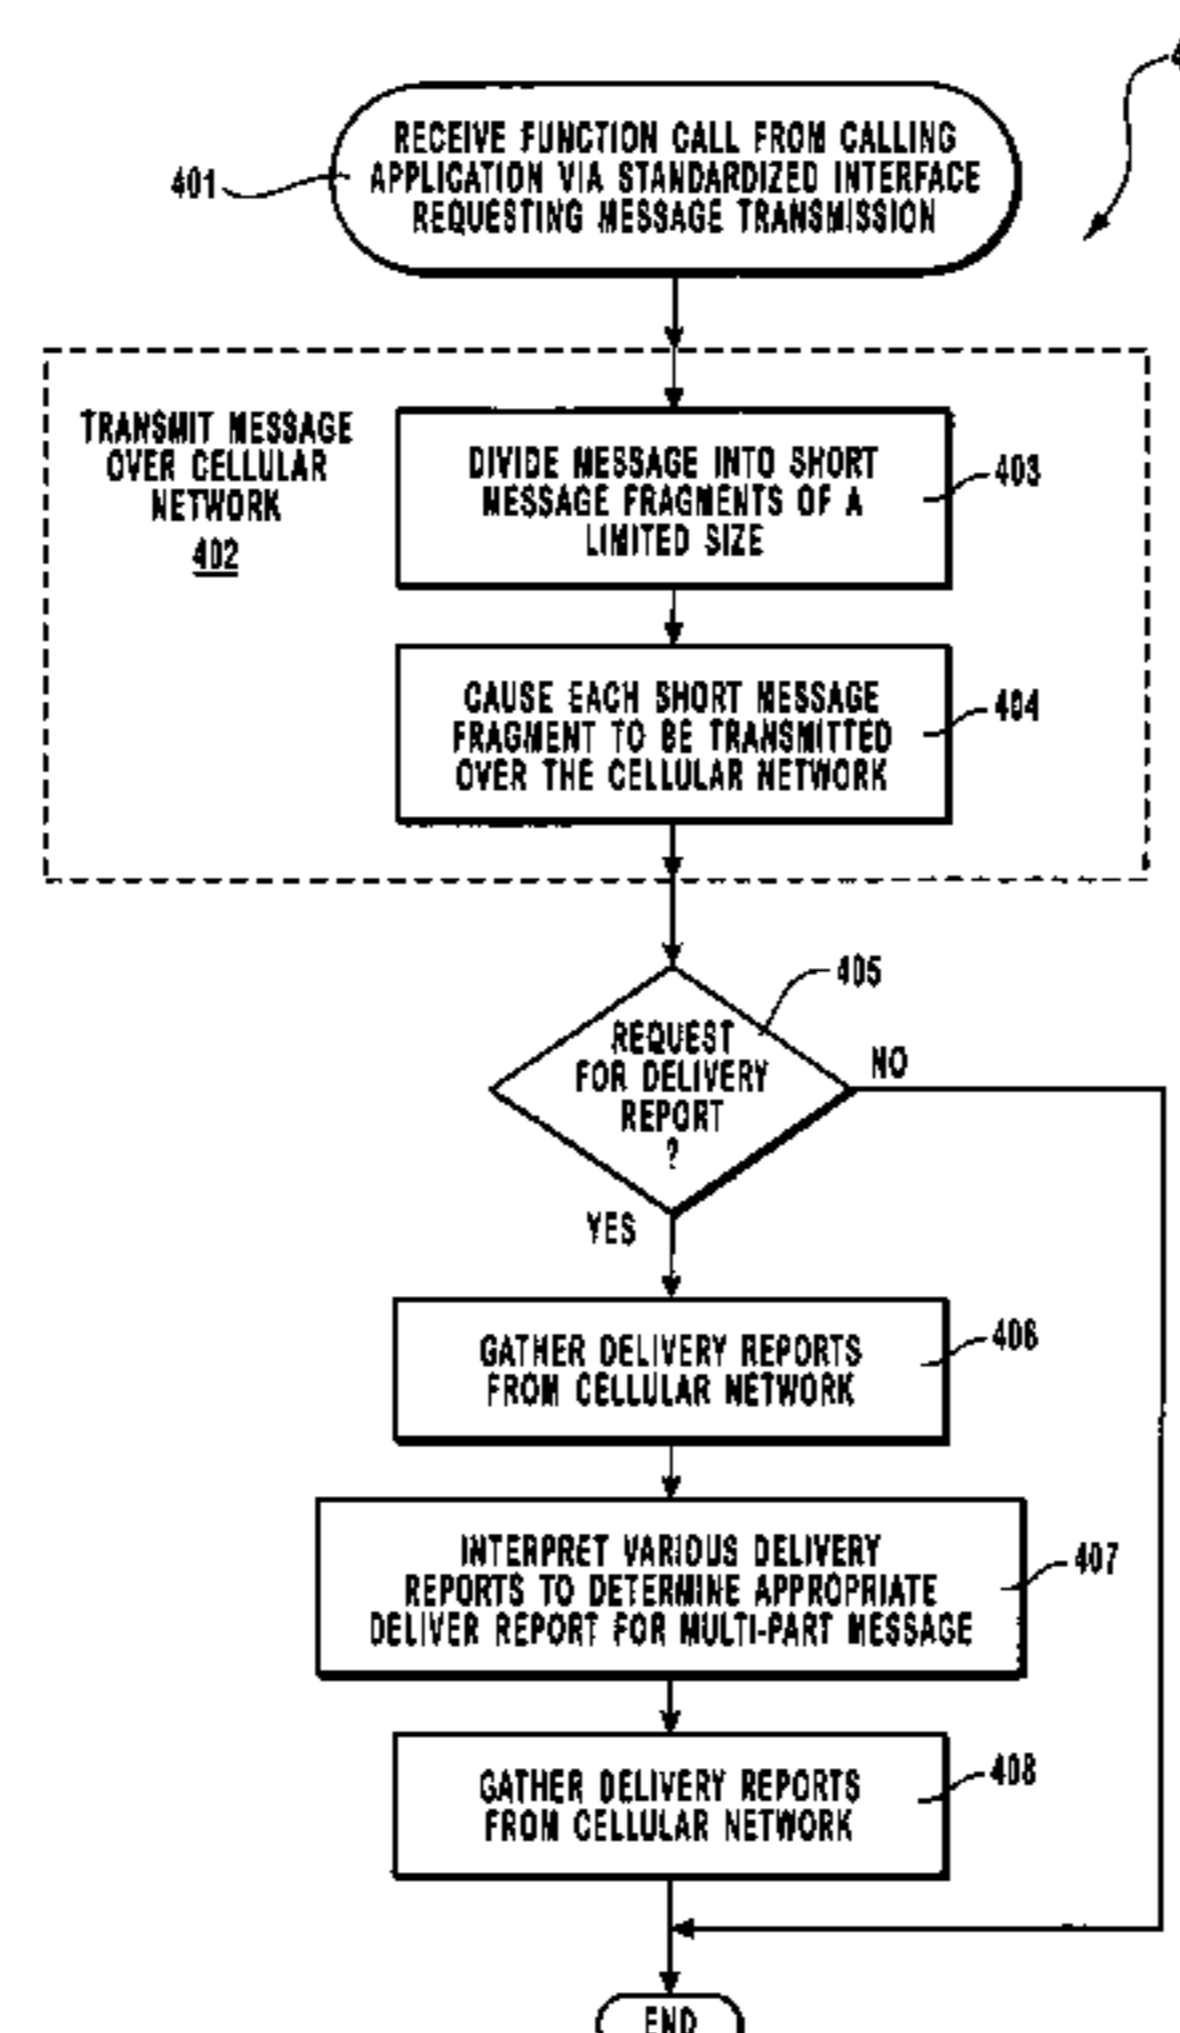 RECEIVE FUNCTION CALL FROM CALLING
APPLICATION VIA STANDARDIZED INTERFACE
REQUESTING MESSAGE TRANSMISSION
401
TRANSMIT MESSAGE
OVER CELLULAR
NETWORK
402
DIVIDE MESSAGE INTO SHORT
MESSAGE FRAGMENTS OF A
LIMITED SIZE
403
CAUSE EACH SHORT MESSAGE
FRAGMENT TO BE TRANSMITTED
OVER THE CELLULAR NETWORK
404
405
REQUEST
FOR DELIVERY
REPORT
?
NO
YES
GATHER DELIVERY REPORTS
FROM CELLULAR NETWORK
406
INTERPRET VARIOUS DELIVERY
REPORTS TO DETERMINE APPROPRIATE
DELIVER REPORT FOR MULTI-PART MESSAGE
407
GATHER DELIVERY REPORTS
FROM CELLULAR NETWORK
408
END